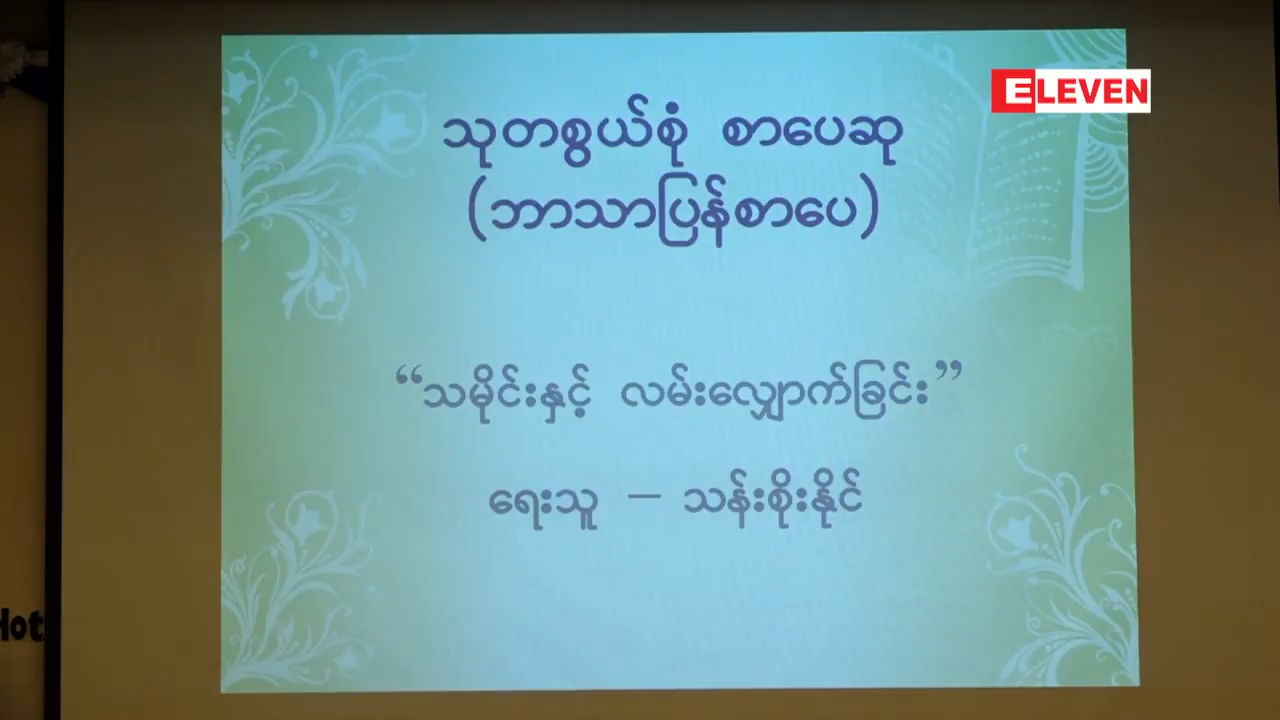 ELEVEN
သုတစွယ်စုံ စာပေဆု
(ဘာသာပြန်စာပေ)
“သမိုင်းနှင့် လမ်းလျှောက်ခြင်း”
ရေးသူ – သန်းစိုးနိုင်
Hot